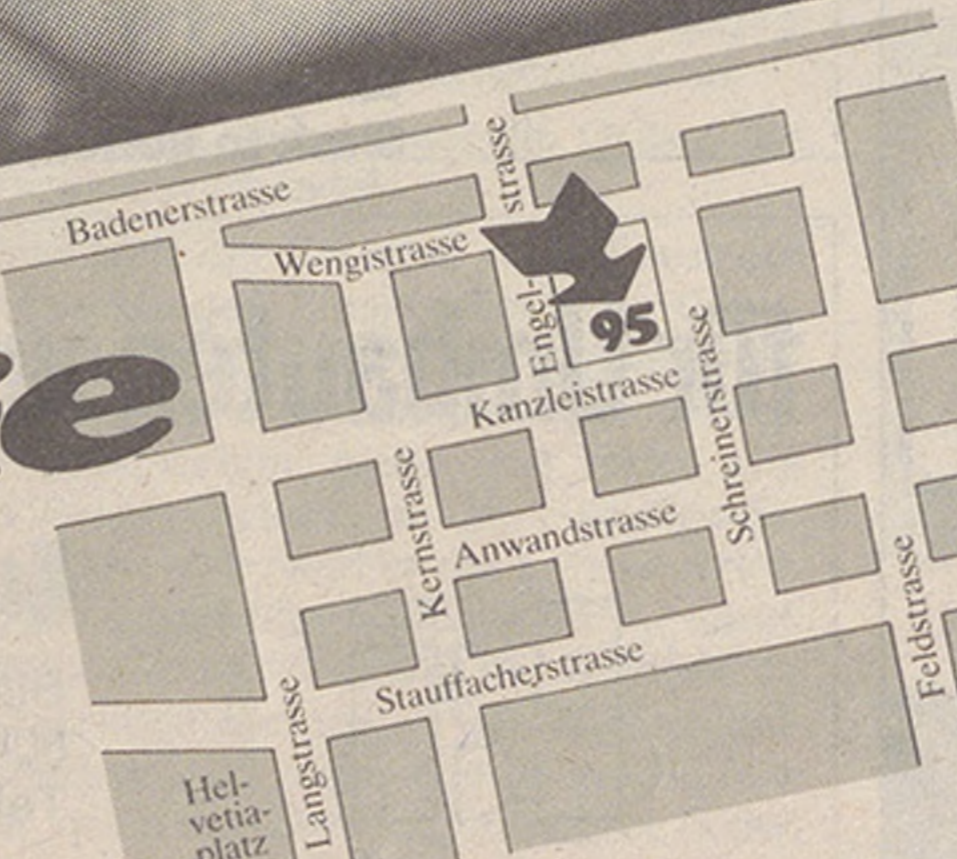 strasse
Badenerstrasse
Wengistrasse
Engel-
95
Kanzleistrasse
Schreinerstrasse
e
Kernstrasse
Anwandstrasse
Feldstrasse
Stauffacherstrasse
Langstrasse
Hel-
vetia-
platz